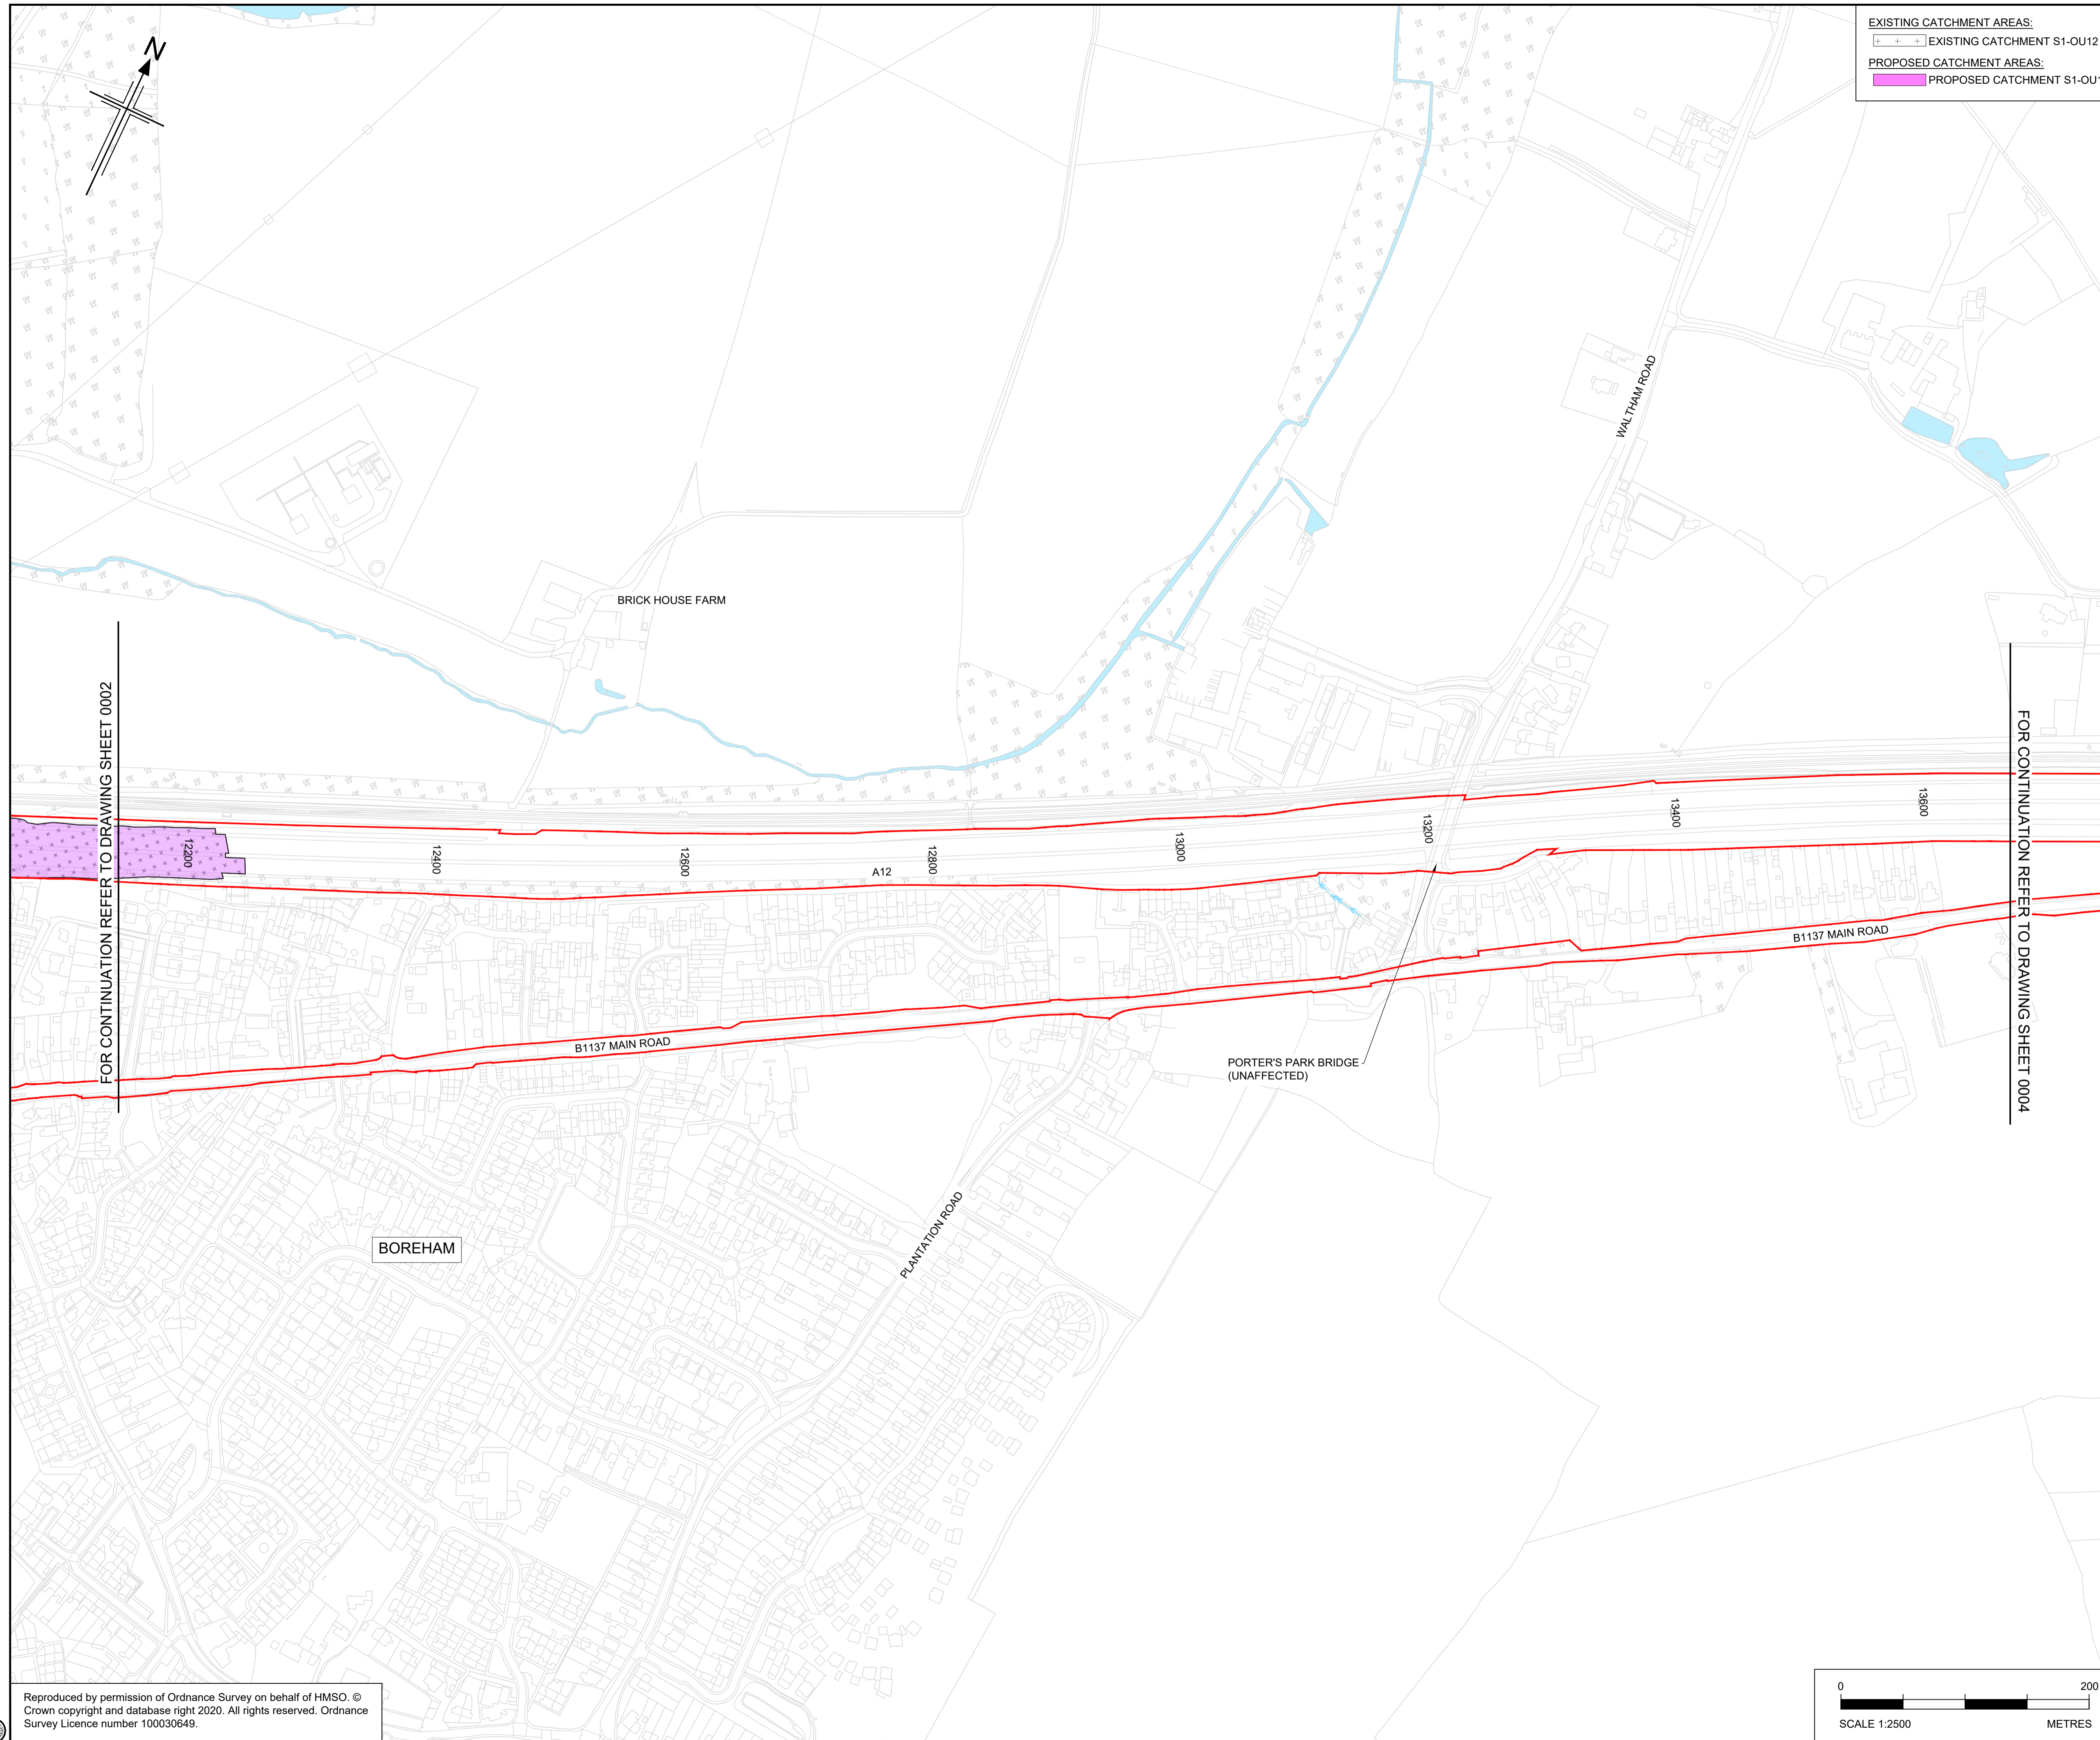 N
EXISTING CATCHMENT AREAS:
EXISTING CATCHMENT S1-OU12
PROPOSED CATCHMENT AREAS:
PROPOSED CATCHMENT S1-OU1
WALTHAM ROAD
BRICK HOUSE FARM
FOR CONTINUATION REFER TO DRAWING SHEET 0002
FOR CONTINUATION REFER TO DRAWING SHEET 0004
12200
12400
12600
12800
13000
13200
13400
13600
A12
B1137 MAIN ROAD
B1137 MAIN ROAD
PORTER'S PARK BRIDGE
(UNAFFECTED)
PLANTATION ROAD
BOREHAM
Reproduced by permission of Ordnance Survey on behalf of HMSO. ©
Crown copyright and database right 2020. All rights reserved. Ordnance
Survey Licence number 100030649.
0 200
SCALE 1:2500 METRES